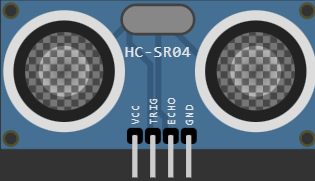 HC-SR04
VCC
TRIG
ECHO
GND